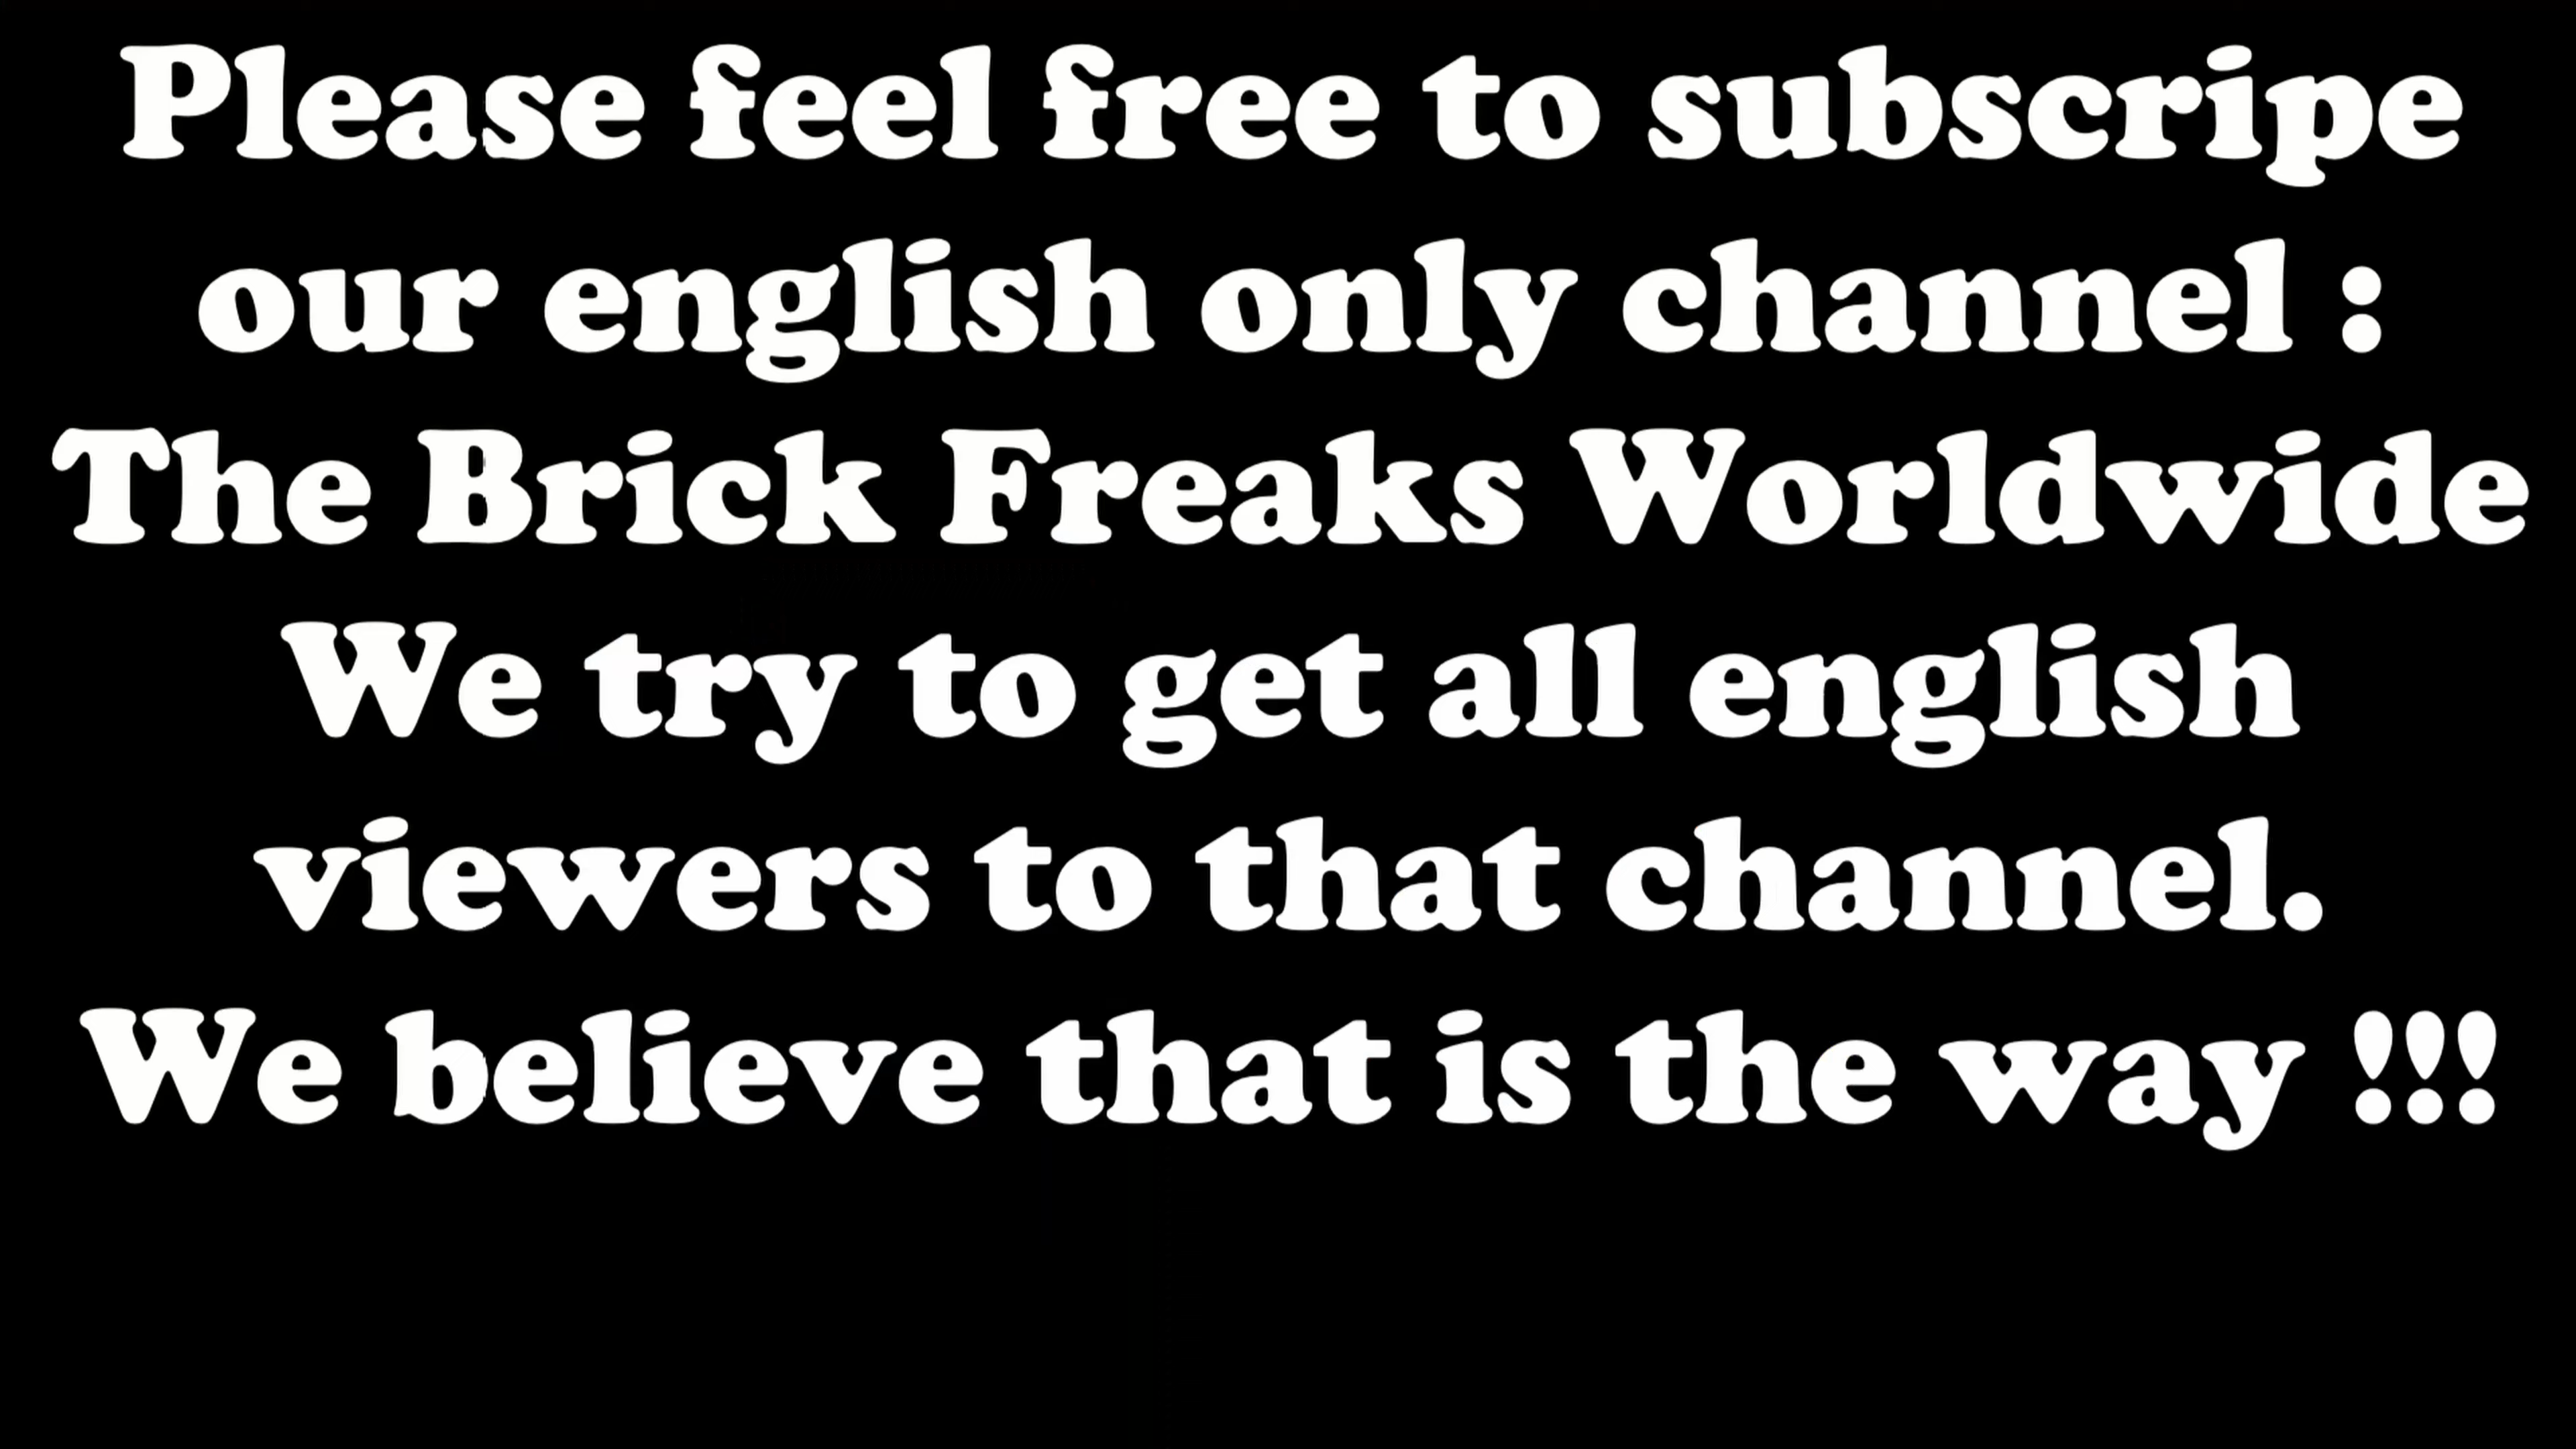 Please feel free to subscripe
our english only channel :
The Brick Freaks Worldwide
We try to get all english
viewers to that channel.
We believe that is the way !!!